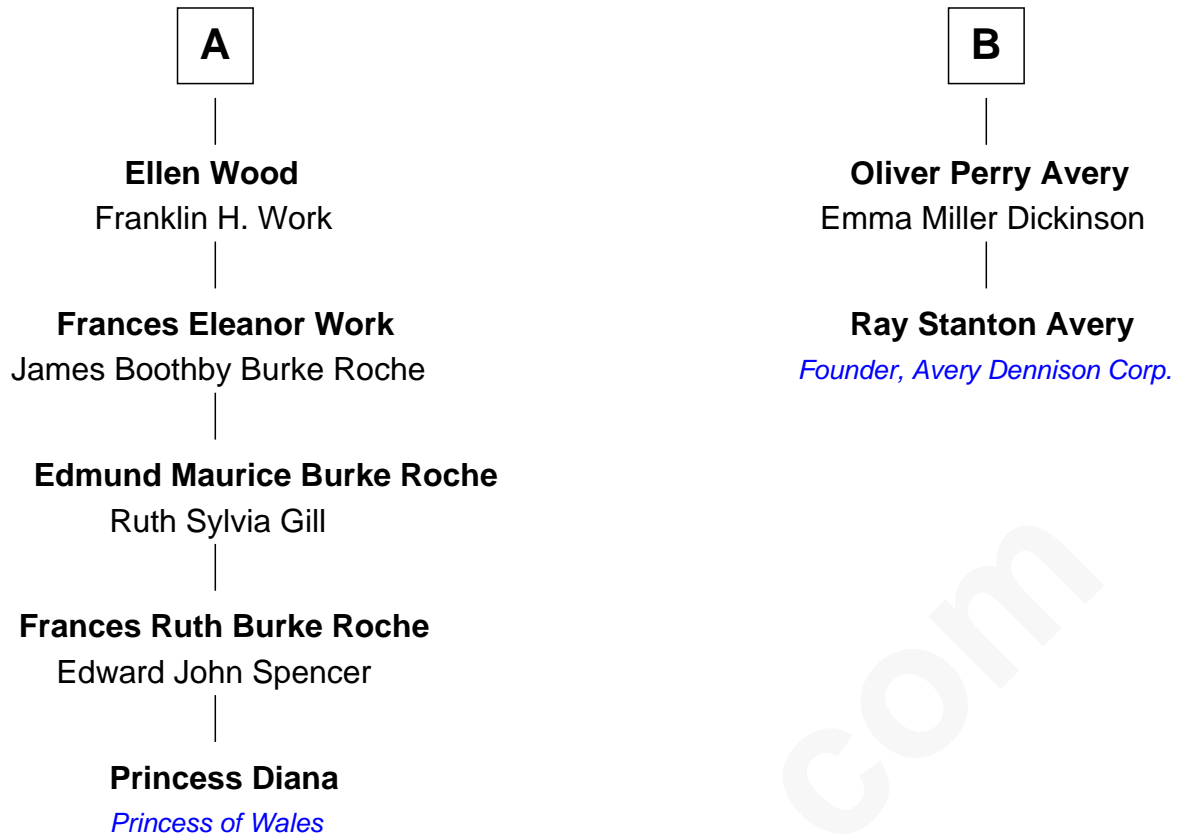 A
Ellen Wood
Franklin H. Work
Frances Eleanor Work
James Boothby Burke Roche
Edmund Maurice Burke Roche
Ruth Sylvia Gill
Frances Ruth Burke Roche
Edward John Spencer
Princess Diana
Princess of Wales
B
Oliver Perry Avery
Emma Miller Dickinson
Ray Stanton Avery
Founder, Avery Dennison Corp.
com